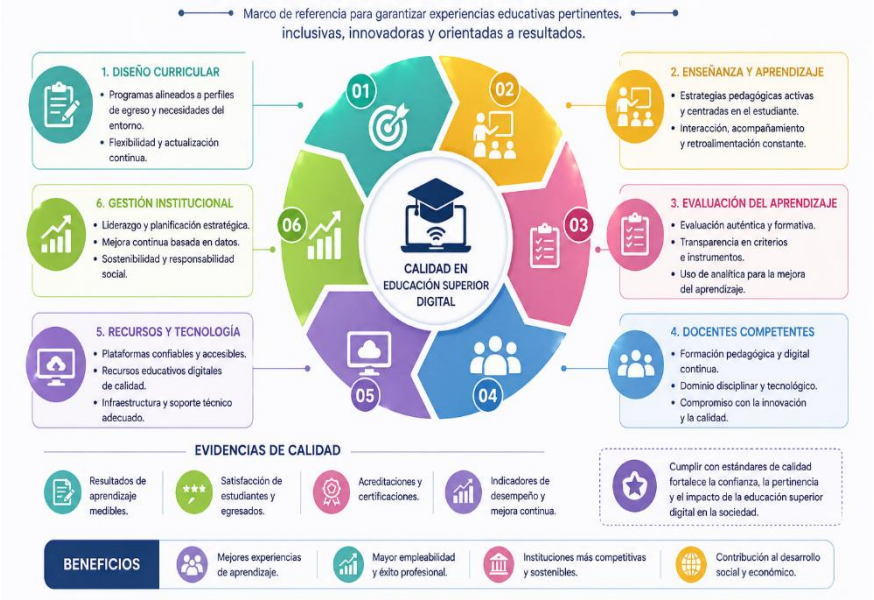 Marco de referencia para garantizar experiencias educativas pertinentes,
inclusivas, innovadoras y orientadas a resultados.
1. DISEÑO CURRICULAR
• Programas alineados a perfiles
de egreso y necesidades del
entorno.
• Flexibilidad y actualización
continua.
2. ENSEÑANZA Y APRENDIZAJE
• Estrategias pedagógicas activas
y centradas en el estudiante.
• Interacción, acompañamiento
y retroalimentación constante.
6. GESTIÓN INSTITUCIONAL
• Liderazgo y planificación estratégica.
• Mejora continua basada en datos.
• Sostenibilidad y responsabilidad
social.
3. EVALUACIÓN DEL APRENDIZAJE
• Evaluación auténtica y formativa.
• Transparencia en criterios
e instrumentos.
• Uso de analítica para la mejora
del aprendizaje.
5. RECURSOS Y TECNOLOGÍA
• Plataformas confiables y accesibles.
• Recursos educativos digitales
de calidad.
• Infraestructura y soporte técnico
adecuado.
4. DOCENTES COMPETENTES
• Formación pedagógica y digital
continua.
• Dominio disciplinar y tecnológico.
• Compromiso con la innovación
y la calidad.
01
02
03
04
05
06
CALIDAD EN
EDUCACIÓN SUPERIOR
DIGITAL
EVIDENCIAS DE CALIDAD
Resultados de
aprendizaje
medibles.
Satisfacción de
estudiantes y
egresados.
Acreditaciones y
certificaciones.
Indicadores de
desempeño y
mejora continua.
Cumplir con estándares de calidad
fortalece la confianza, la pertinencia
y el impacto de la educación superior
digital en la sociedad.
BENEFICIOS
Mejores experiencias
de aprendizaje.
Mayor empleabilidad
y éxito profesional.
Instituciones más competitivas
y sostenibles.
Contribución al desarrollo
social y económico.